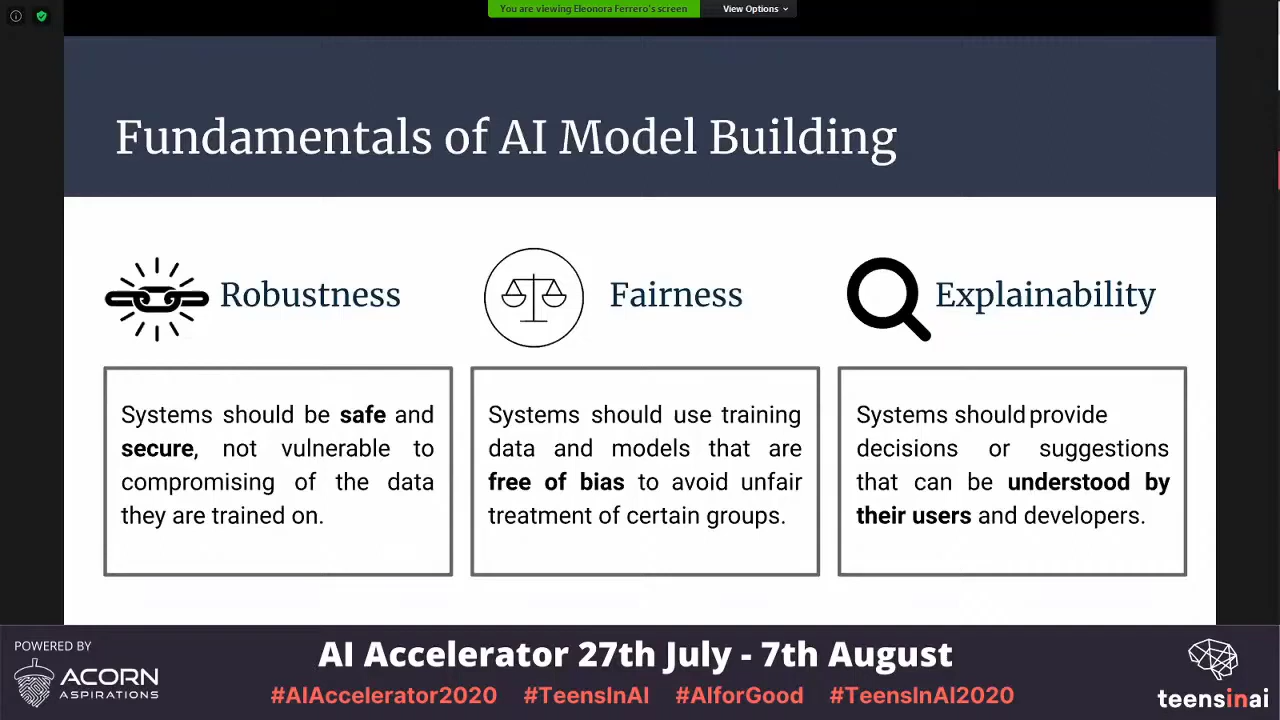 You are viewing Eleonora Ferrero's screen
View Options
Fundamentals of AI Model Building
Robustness
Systems should be safe and
secure, not vulnerable to
compromising of the data
they are trained on.
Fairness
Systems should use training
data and models that are
free of bias to avoid unfair
treatment of certain groups.
Explainability
Systems should provide
decisions or suggestions
that can be understood by
their users and developers.
POWERED BY
ACORN
ASPIRATIONS
AI Accelerator 27th July - 7th August
#AIAccelerator2020 #TeensInAI #AIforGood #TeensInAI2020
teensinai